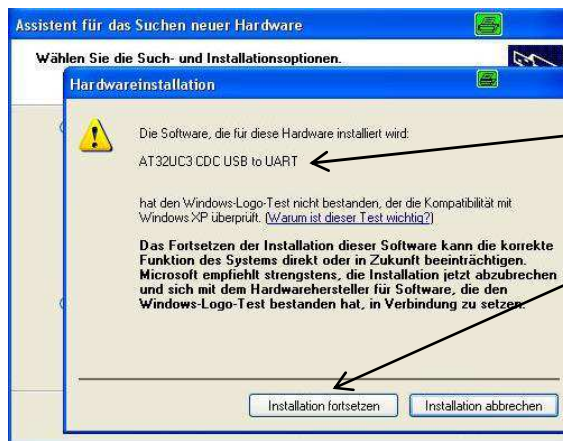 Assistent für das Suchen neuer Hardware
Wählen Sie die Such- und Installationsoptionen.
Hardwareinstallation
Die Software, die für diese Hardware installiert wird:
AT32UC3 CDC USB to UART
hat den Windows-Logo-Test nicht bestanden, der die Kompatibilität mit
Windows XP überprüft. (Warum ist dieser Test wichtig?)
Das Fortsetzen der Installation dieser Software kann die korrekte
Funktion des Systems direkt oder in Zukunft beeinträchtigen.
Microsoft empfiehlt strengstens, die Installation jetzt abzubrechen
und sich mit dem Hardwarehersteller für Software, die den
Windows-Logo-Test bestanden hat, in Verbindung zu setzen.
Installation fortsetzen
Installation abbrechen